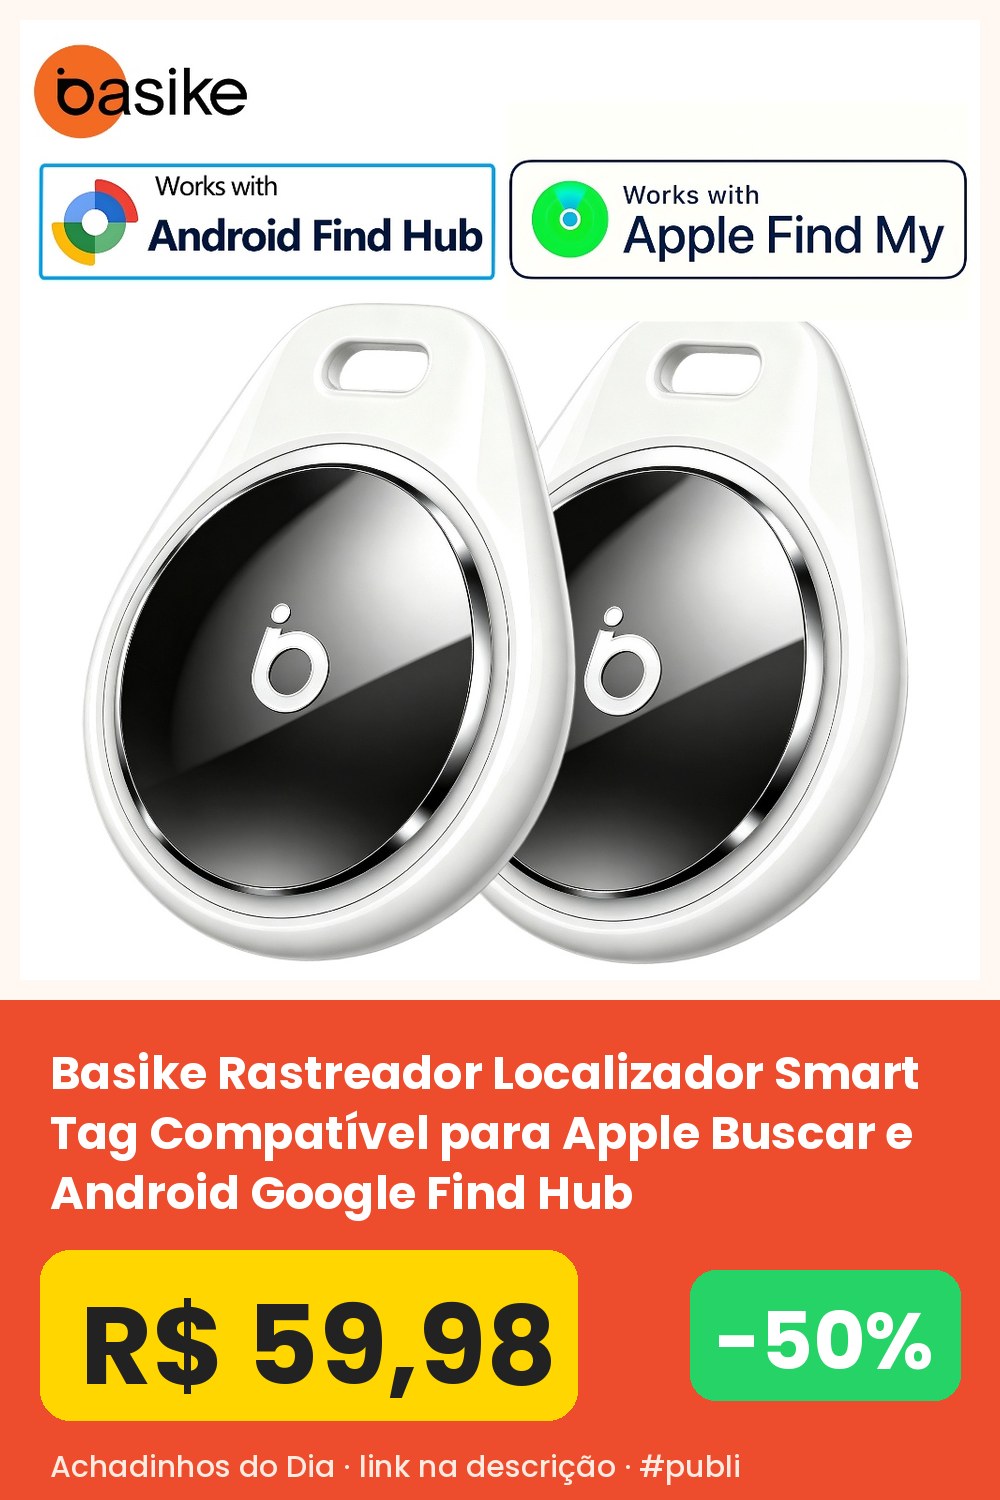 basike
Works with
Android Find Hub
Works with
Apple Find My
Basike Rastreador Localizador Smart
Tag Compatível para Apple Buscar e
Android Google Find Hub
R$ 59,98
-50%
Achadinhos do Dia · link na descrição · #publi